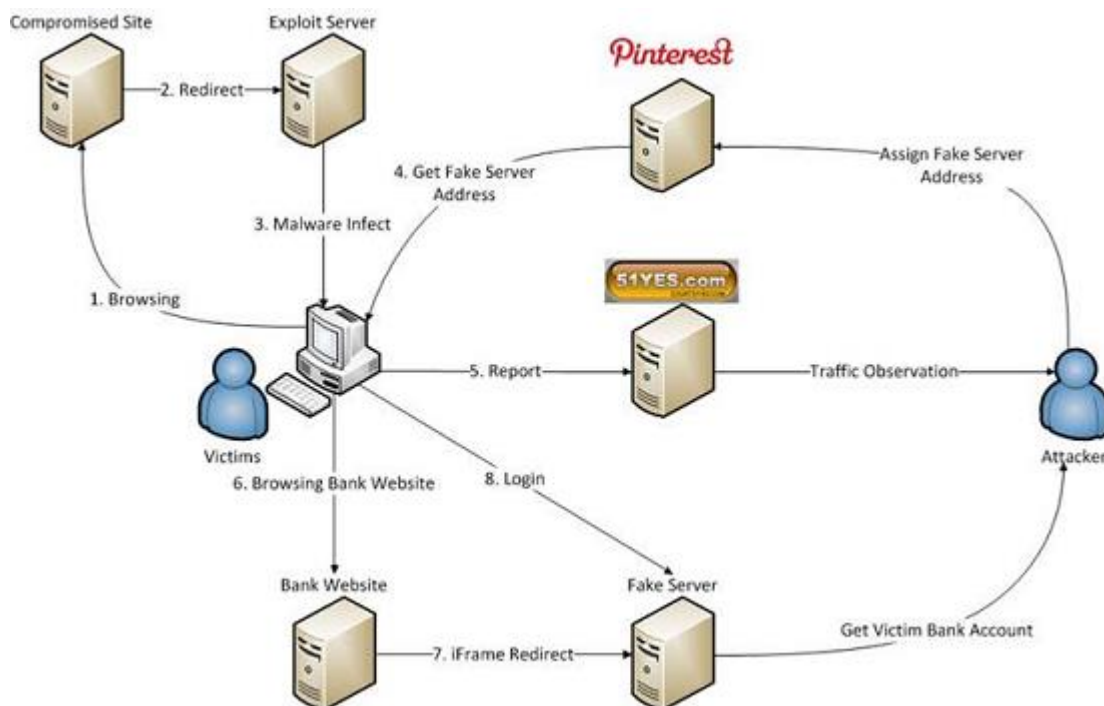 Compromised Site
Exploit Server
Pinterest
2. Redirect
Assign Fake Server
Address
4. Get Fake Server
Address
3. Malware Infect
51YES.com
1. Browsing
5. Report
Traffic Observation
Victims
Attacker
6. Browsing Bank Website
8. Login
Bank Website
Fake Server
Get Victim Bank Account
7. iFrame Redirect